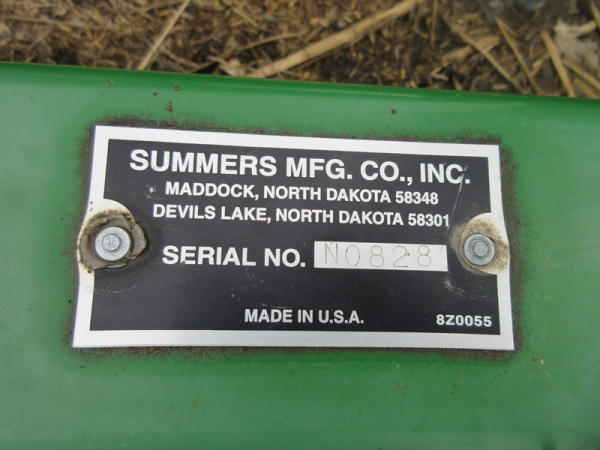 SUMMERS MFG. CO., INC.
MADDOCK, NORTH DAKOTA 58348
DEVILS LAKE, NORTH DAKOTA 58301
SERIAL NO. N0828
MADE IN U.S.A. 8Z0055